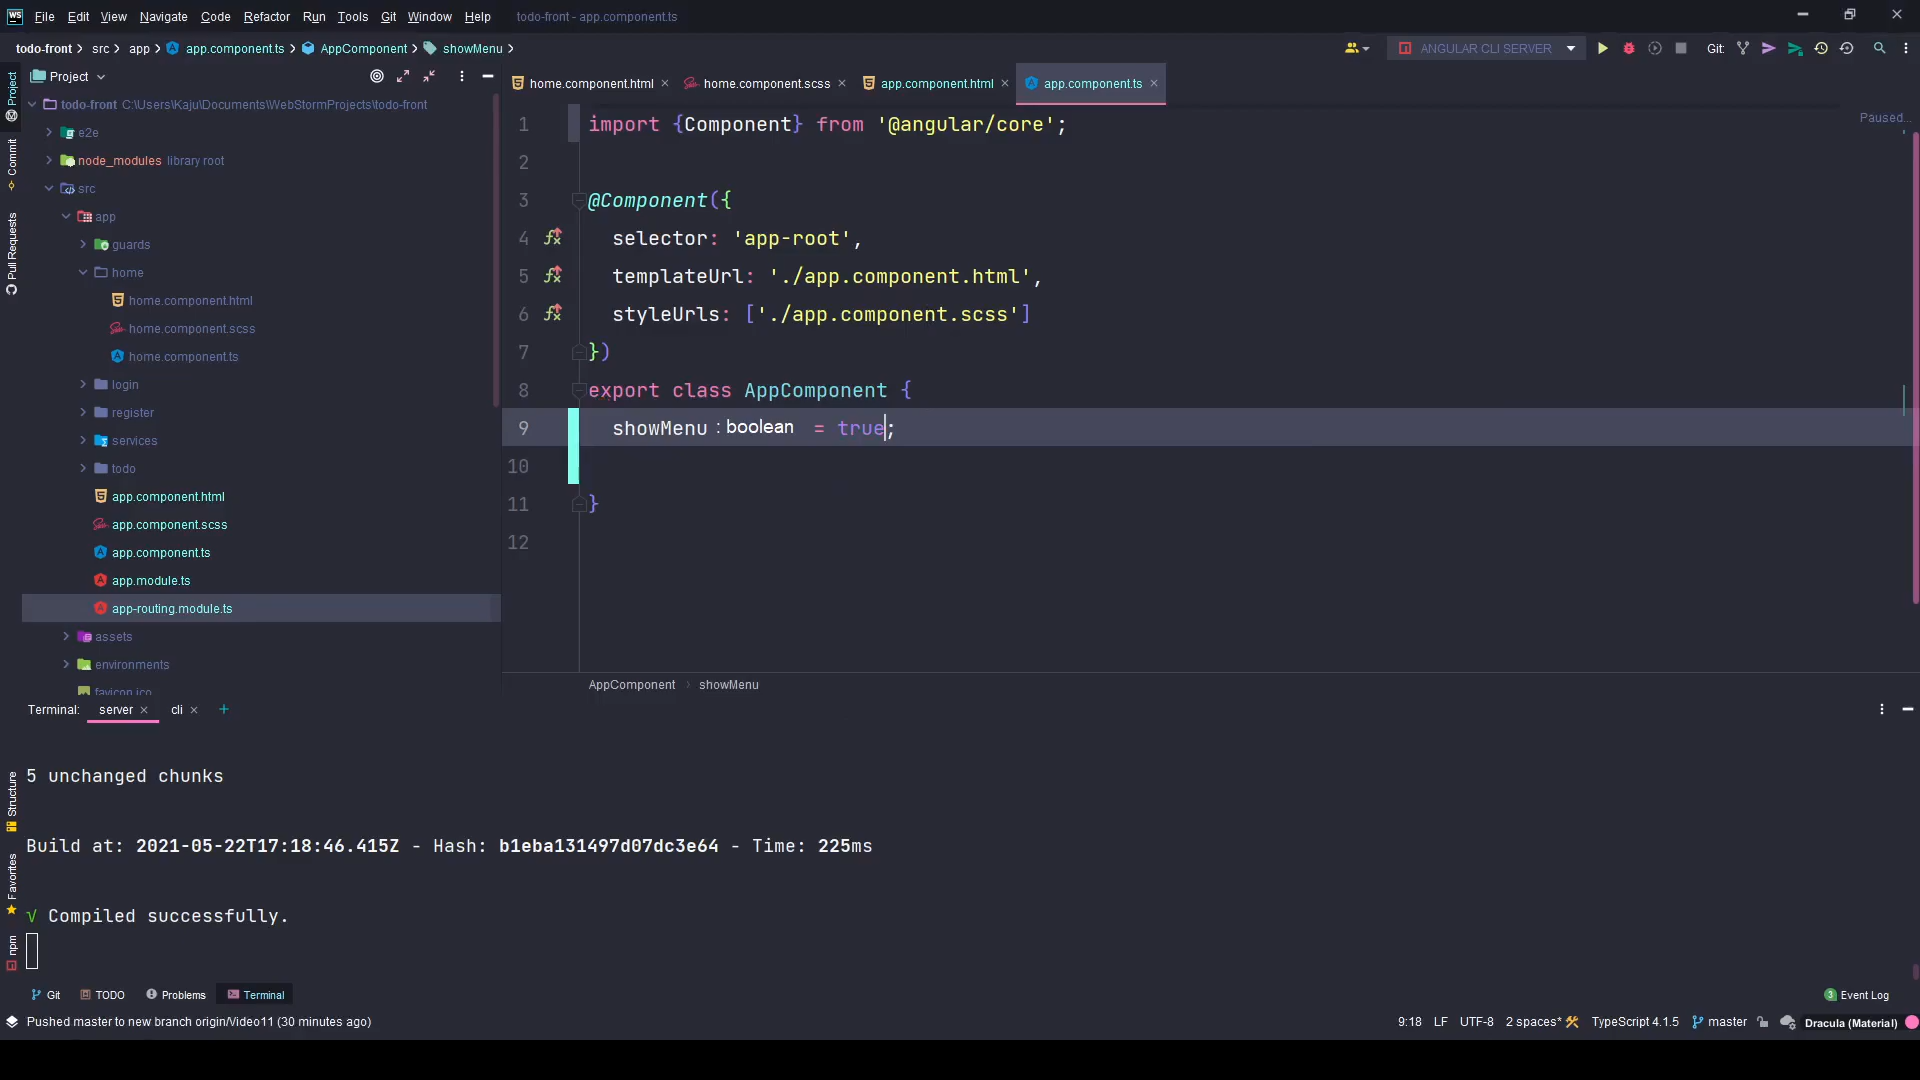 WS File Edit View Navigate Code Refactor Run Tools Git Window Help todo-front - app.component.ts
todo-front src app app.component.ts AppComponent showMenu ANGULAR CLI SERVER Git:
Project
home.component.html home.component.scss app.component.html app.component.ts
Project
Commit
Pull Requests
todo-front C:\Users\Kaju\Documents\WebStormProjects\todo-front
e2e
node_modules library root
src
app
guards
home
home.component.html
home.component.scss
home.component.ts
login
register
services
todo
app.component.html
app.component.scss
app.component.ts
app.module.ts
app-routing.module.ts
assets
environments
favicon.ico
Paused...
1 import {Component} from '@angular/core';
2
3 @Component({
4 selector: 'app-root',
5 templateUrl: './app.component.html',
6 styleUrls: ['./app.component.scss']
7 })
8 export class AppComponent {
9 showMenu : boolean = true;
10
11 }
12
AppComponent showMenu
Terminal: server cli +
5 unchanged chunks
Build at: 2021-05-22T17:18:46.415Z - Hash: b1eba131497d07dc3e64 - Time: 225ms
√ Compiled successfully.
Structure
Favorites
npm
Git TODO Problems Terminal 3 Event Log
Pushed master to new branch origin/Video11 (30 minutes ago) 9:18 LF UTF-8 2 spaces* TypeScript 4.1.5 master Dracula (Material)